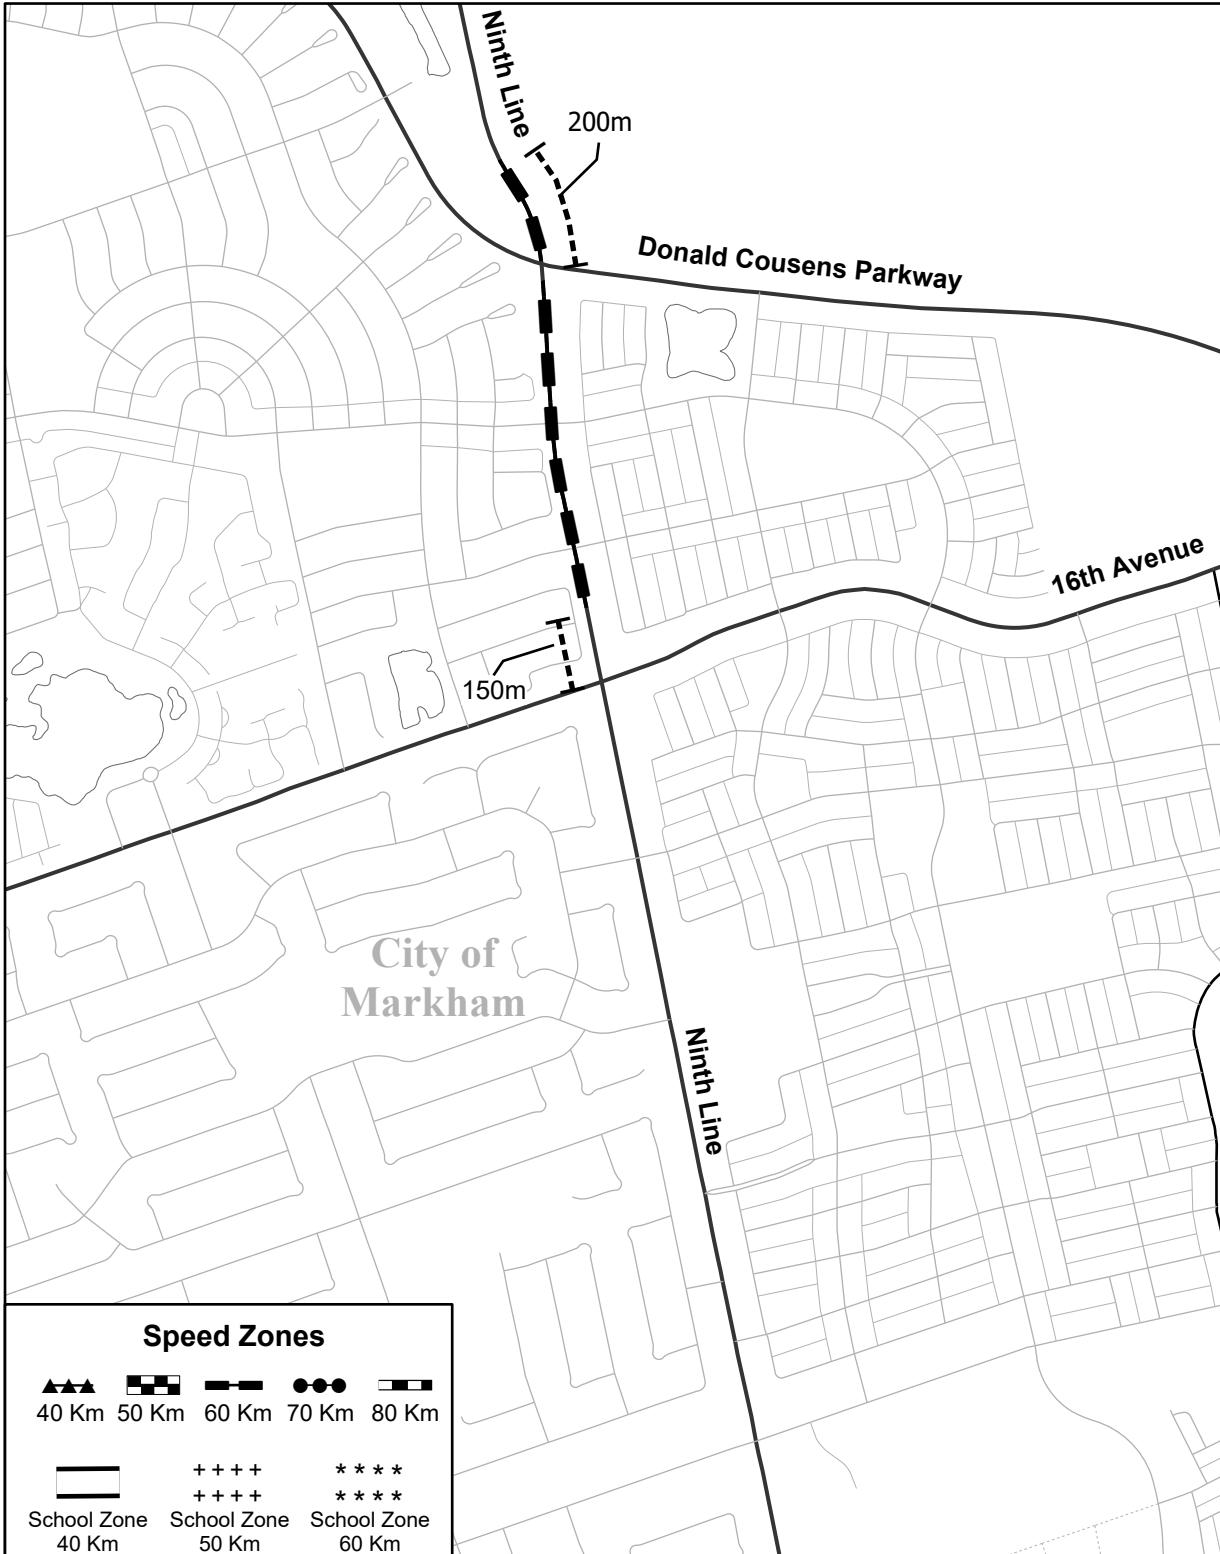 Ninth Line
200m
Donald Cousens Parkway
16th Avenue
150m
City of
Markham
Ninth Line
Speed Zones
40 Km 50 Km 60 Km 70 Km 80 Km
School Zone School Zone School Zone
40 Km 50 Km 60 Km